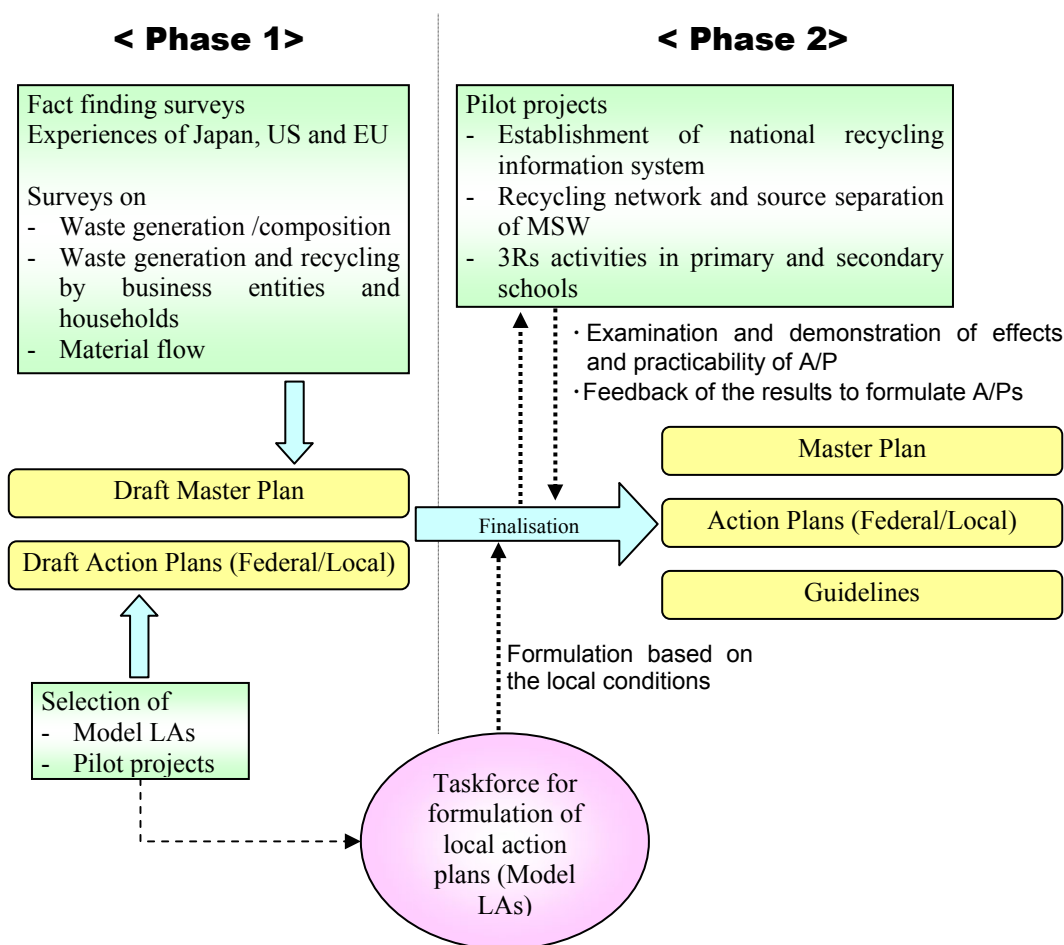 < Phase 1>
< Phase 2>
Fact finding surveys
Experiences of Japan, US and EU
Surveys on
- Waste generation /composition
- Waste generation and recycling
by business entities and
households
- Material flow
Pilot projects
- Establishment of national recycling
information system
- Recycling network and source separation
of MSW
- 3Rs activities in primary and secondary
schools
・Examination and demonstration of effects
and practicability of A/P
・Feedback of the results to formulate A/Ps
Draft Master Plan
Draft Action Plans (Federal/Local)
Finalisation
Master Plan
Action Plans (Federal/Local)
Guidelines
Formulation based on
the local conditions
Selection of
- Model LAs
- Pilot projects
Taskforce for
formulation of
local action
plans (Model
LAs)